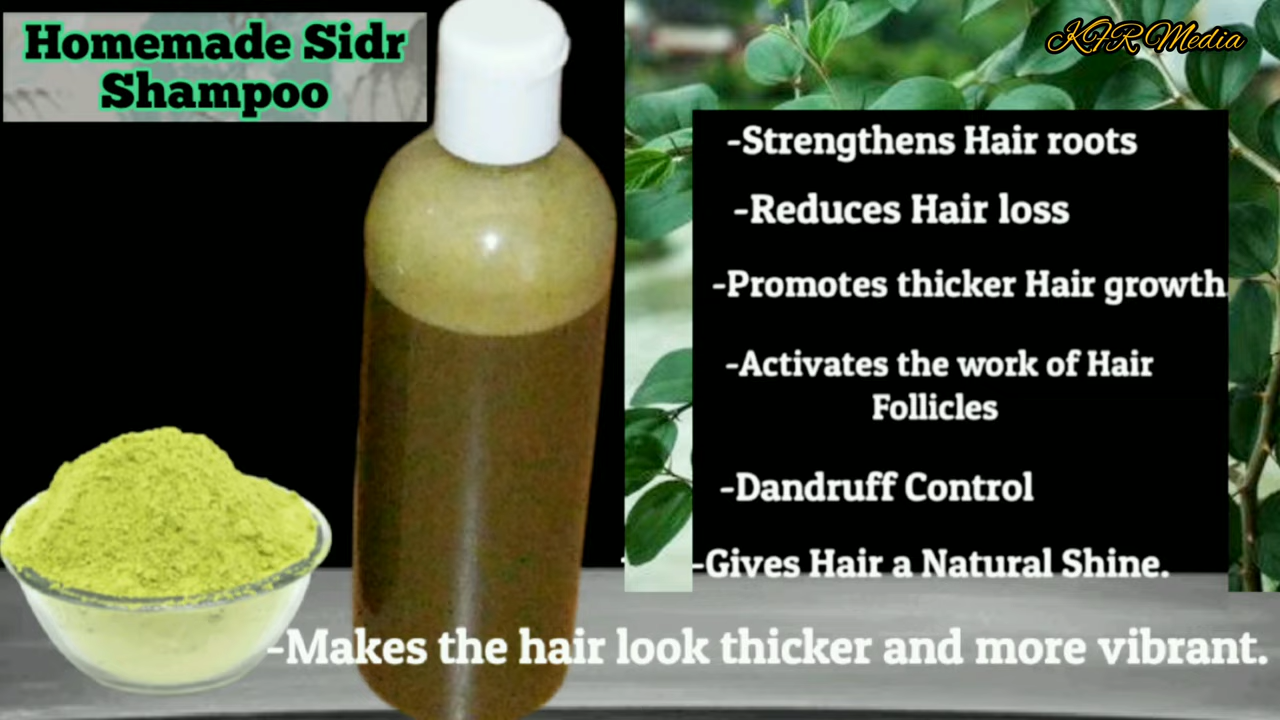 Homemade Sidr
Shampoo
KIR Media
-Strengthens Hair roots
-Reduces Hair loss
-Promotes thicker Hair growth
-Activates the work of Hair
Follicles
-Dandruff Control
-Gives Hair a Natural Shine.
-Makes the hair look thicker and more vibrant.